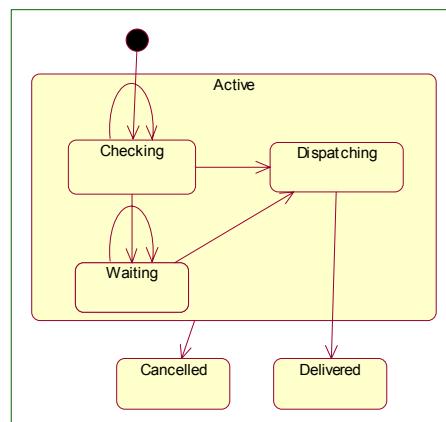 Active
Checking
Dispatching
Waiting
Cancelled
Delivered